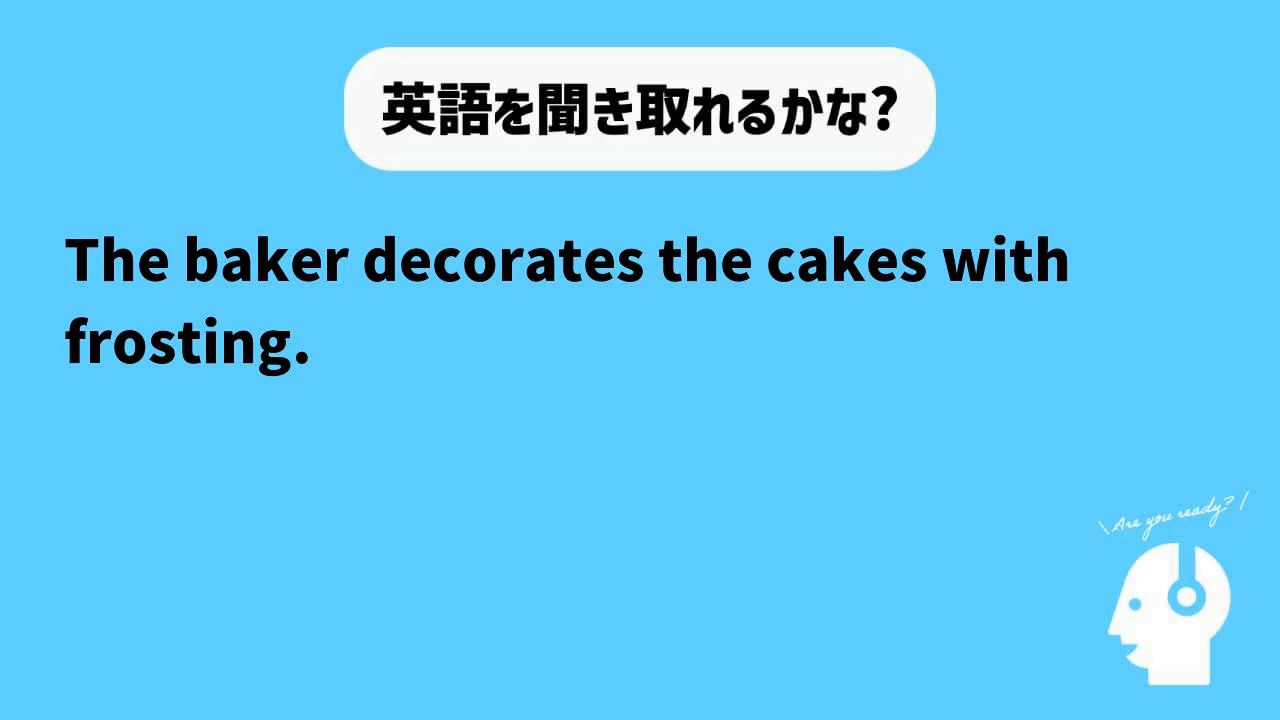 英語を聞き取れるかな?
The baker decorates the cakes with
frosting.
\ Are you ready? /